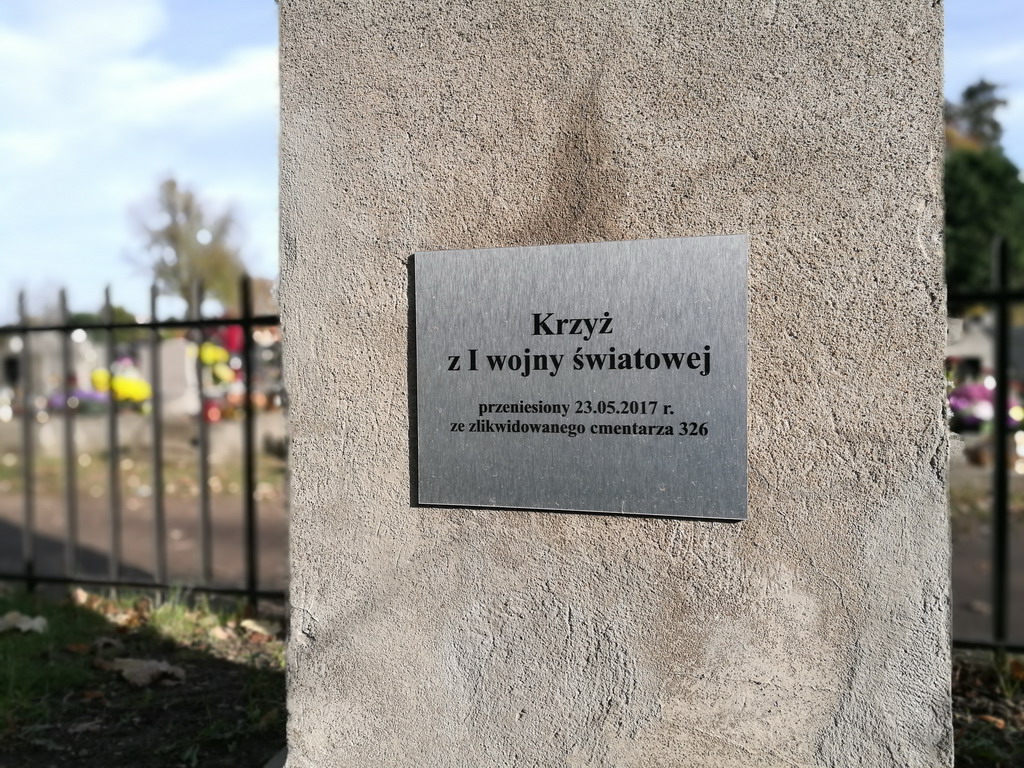 Krzyż
z I wojny światowej
przeniesiony 23.05.2017 r.
ze zlikwidowanego cmentarza 326